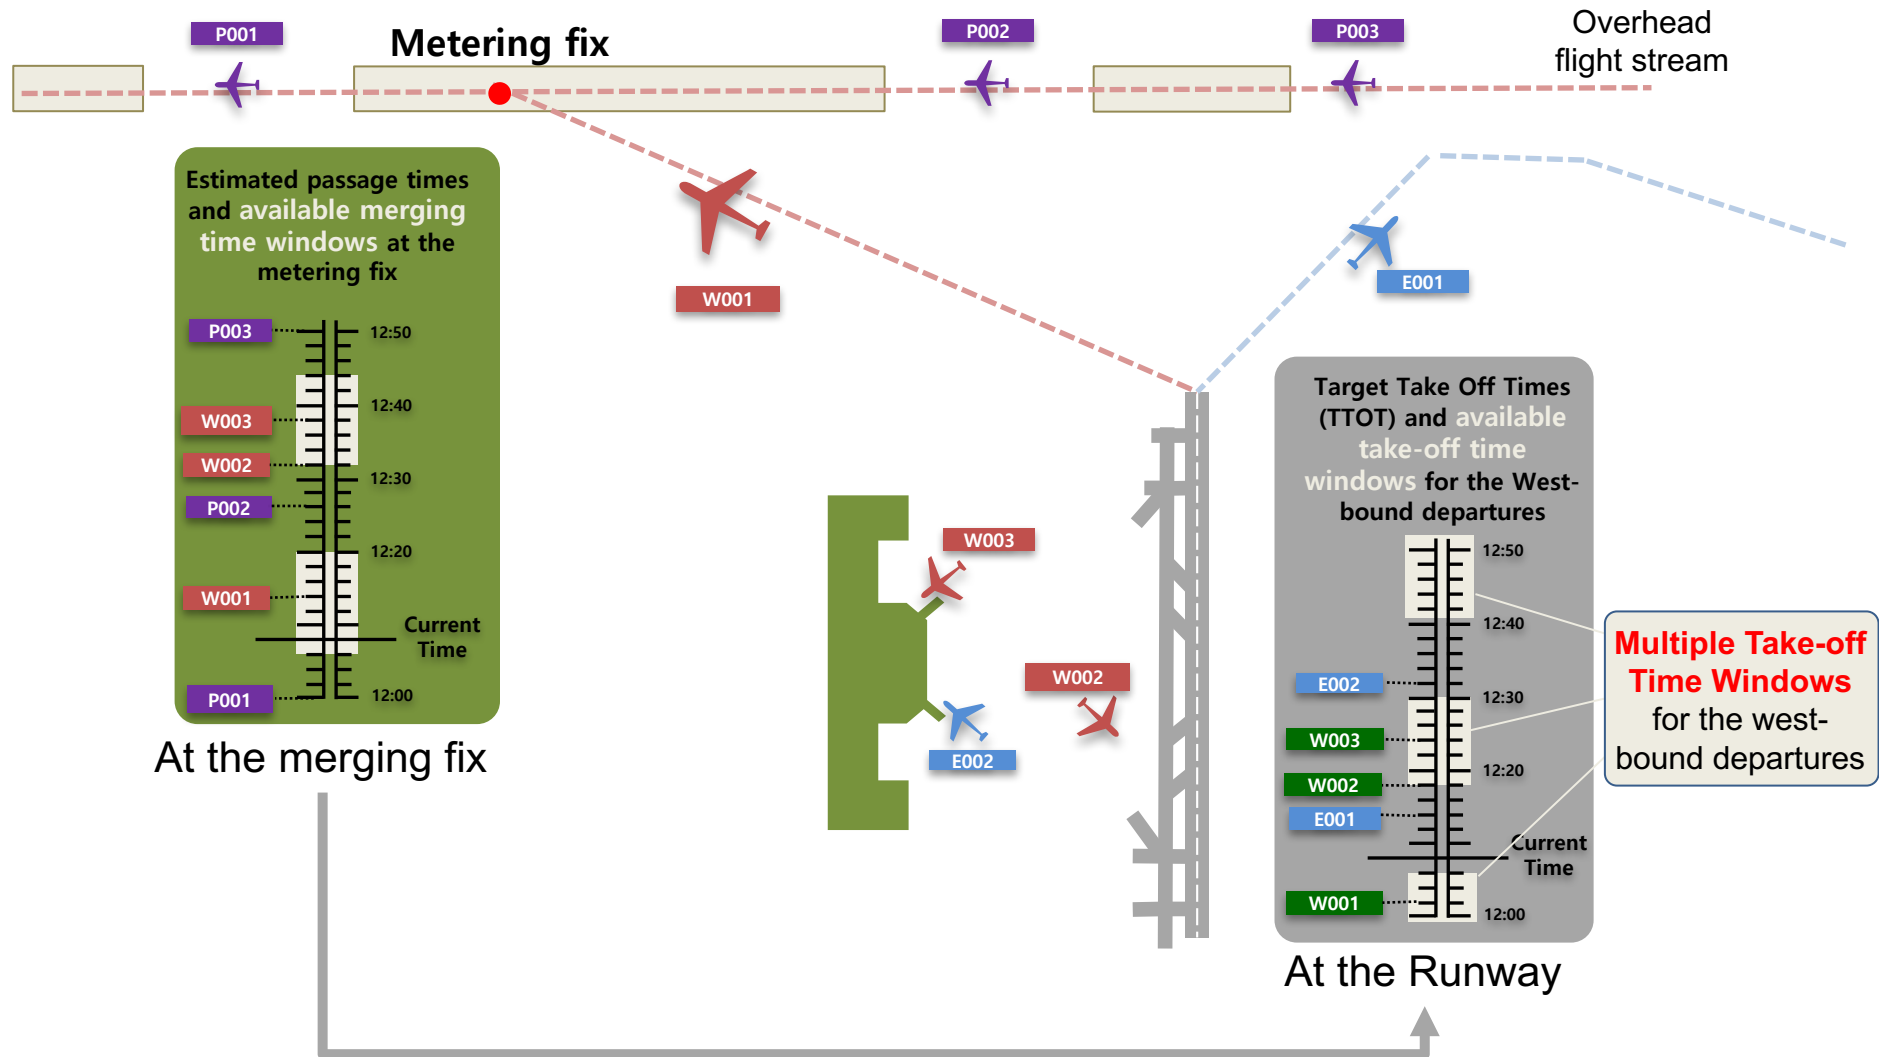 P001
Metering fix
P002
P003
Overhead
flight stream
Estimated passage times
and available merging
time windows at the
metering fix
P003
12:50
12:40
W003
W002
12:30
P002
12:20
W001
Current
Time
P001
12:00
At the merging fix
W001
E001
W003
W002
E002
Target Take Off Times
(TTOT) and available
take-off time
windows for the West-
bound departures
12:50
12:40
E002
12:30
W003
12:20
W002
E001
Current
Time
W001
12:00
At the Runway
Multiple Take-off
Time Windows
for the west-
bound departures